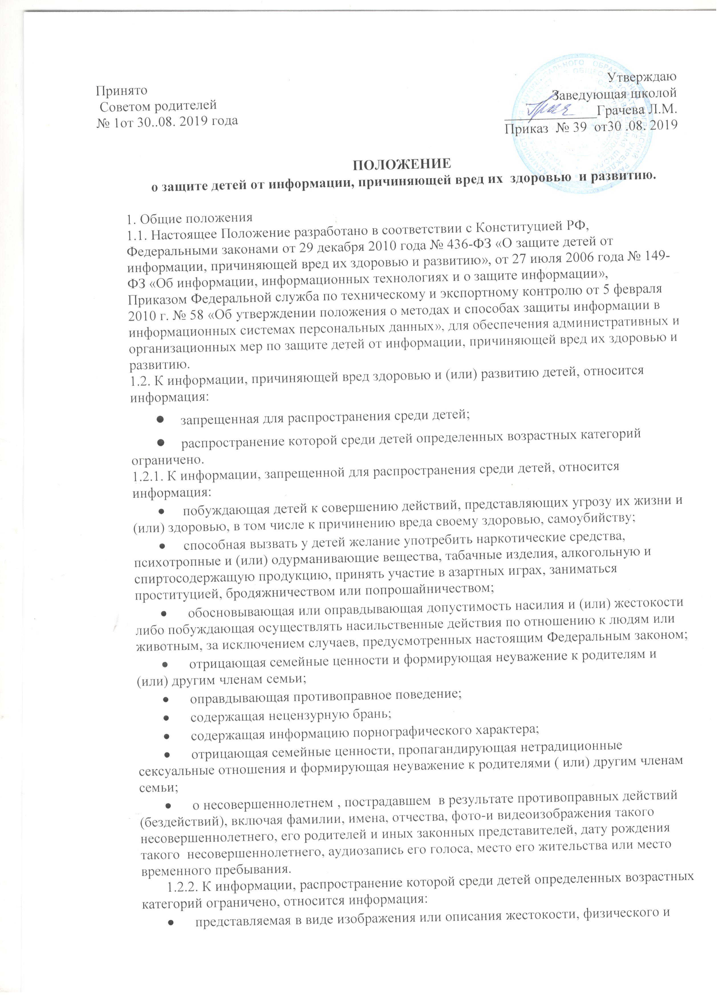 Принято
Советом родителей
№ 1от 30..08. 2019 года
Утверждаю
Заведующая школой
Грачева Л.М.
Приказ № 39 от30 .08. 2019
ПОЛОЖЕНИЕ
о защите детей от информации, причиняющей вред их здоровью и развитию.
1. Общие положения
1.1. Настоящее Положение разработано в соответствии с Конституцией РФ,
Федеральными законами от 29 декабря 2010 года № 436-ФЗ «О защите детей от
информации, причиняющей вред их здоровью и развитию», от 27 июля 2006 года № 149-
ФЗ «Об информации, информационных технологиях и о защите информации»,
Приказом Федеральной служба по техническому и экспортному контролю от 5 февраля
2010 г. № 58 «Об утверждении положения о методах и способах защиты информации в
информационных системах персональных данных», для обеспечения административных и
организационных мер по защите детей от информации, причиняющей вред их здоровью и
развитию.
1.2. К информации, причиняющей вред здоровью и (или) развитию детей, относится
информация:
● запрещенная для распространения среди детей;
● распространение которой среди детей определенных возрастных категорий
ограничено.
1.2.1. К информации, запрещенной для распространения среди детей, относится
информация:
● побуждающая детей к совершению действий, представляющих угрозу их жизни и
(или) здоровью, в том числе к причинению вреда своему здоровью, самоубийству;
● способная вызвать у детей желание употребить наркотические средства,
психотропные и (или) одурманивающие вещества, табачные изделия, алкогольную и
спиртосодержащую продукцию, принять участие в азартных играх, заниматься
проституцией, бродяжничеством или попрошайничеством;
● обосновывающая или оправдывающая допустимость насилия и (или) жестокости
либо побуждающая осуществлять насильственные действия по отношению к людям или
животным, за исключением случаев, предусмотренных настоящим Федеральным законом;
● отрицающая семейные ценности и формирующая неуважение к родителям и
(или) другим членам семьи;
● оправдывающая противоправное поведение;
● содержащая нецензурную брань;
● содержащая информацию порнографического характера;
● отрицающая семейные ценности, пропагандирующая нетрадиционные
сексуальные отношения и формирующая неуважение к родителями ( или) другим членам
семьи;
● о несовершеннолетнем , пострадавшем в результате противоправных действий
(бездействий), включая фамилии, имена, отчества, фото-и видеоизображения такого
несовершеннолетнего, его родителей и иных законных представителей, дату рождения
такого несовершеннолетнего, аудиозапись его голоса, место его жительства или место
временного пребывания.
1.2.2. К информации, распространение которой среди детей определенных возрастных
категорий ограничено, относится информация:
● представляемая в виде изображения или описания жестокости, физического и